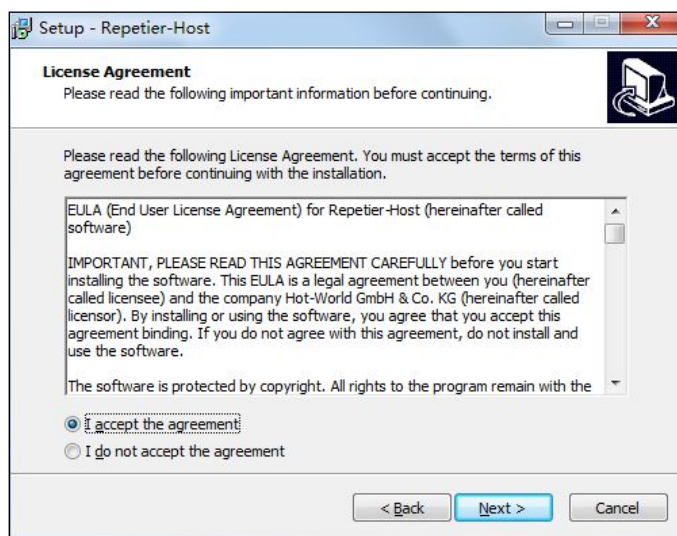 Setup - Repetier-Host
License Agreement
Please read the following important information before continuing.
Please read the following License Agreement. You must accept the terms of this
agreement before continuing with the installation.
EULA (End User License Agreement) for Repetier-Host (hereinafter called
software)
IMPORTANT, PLEASE READ THIS AGREEMENT CAREFULLY before you start
installing the software. This EULA is a legal agreement between you (hereinafter
called licensee) and the company Hot-World GmbH & Co. KG (hereinafter called
licensor). By installing or using the software, you agree that you accept this
agreement binding. If you do not agree with this agreement, do not install and
use the software.
The software is protected by copyright. All rights to the program remain with the
I accept the agreement
I do not accept the agreement
< Back Next > Cancel